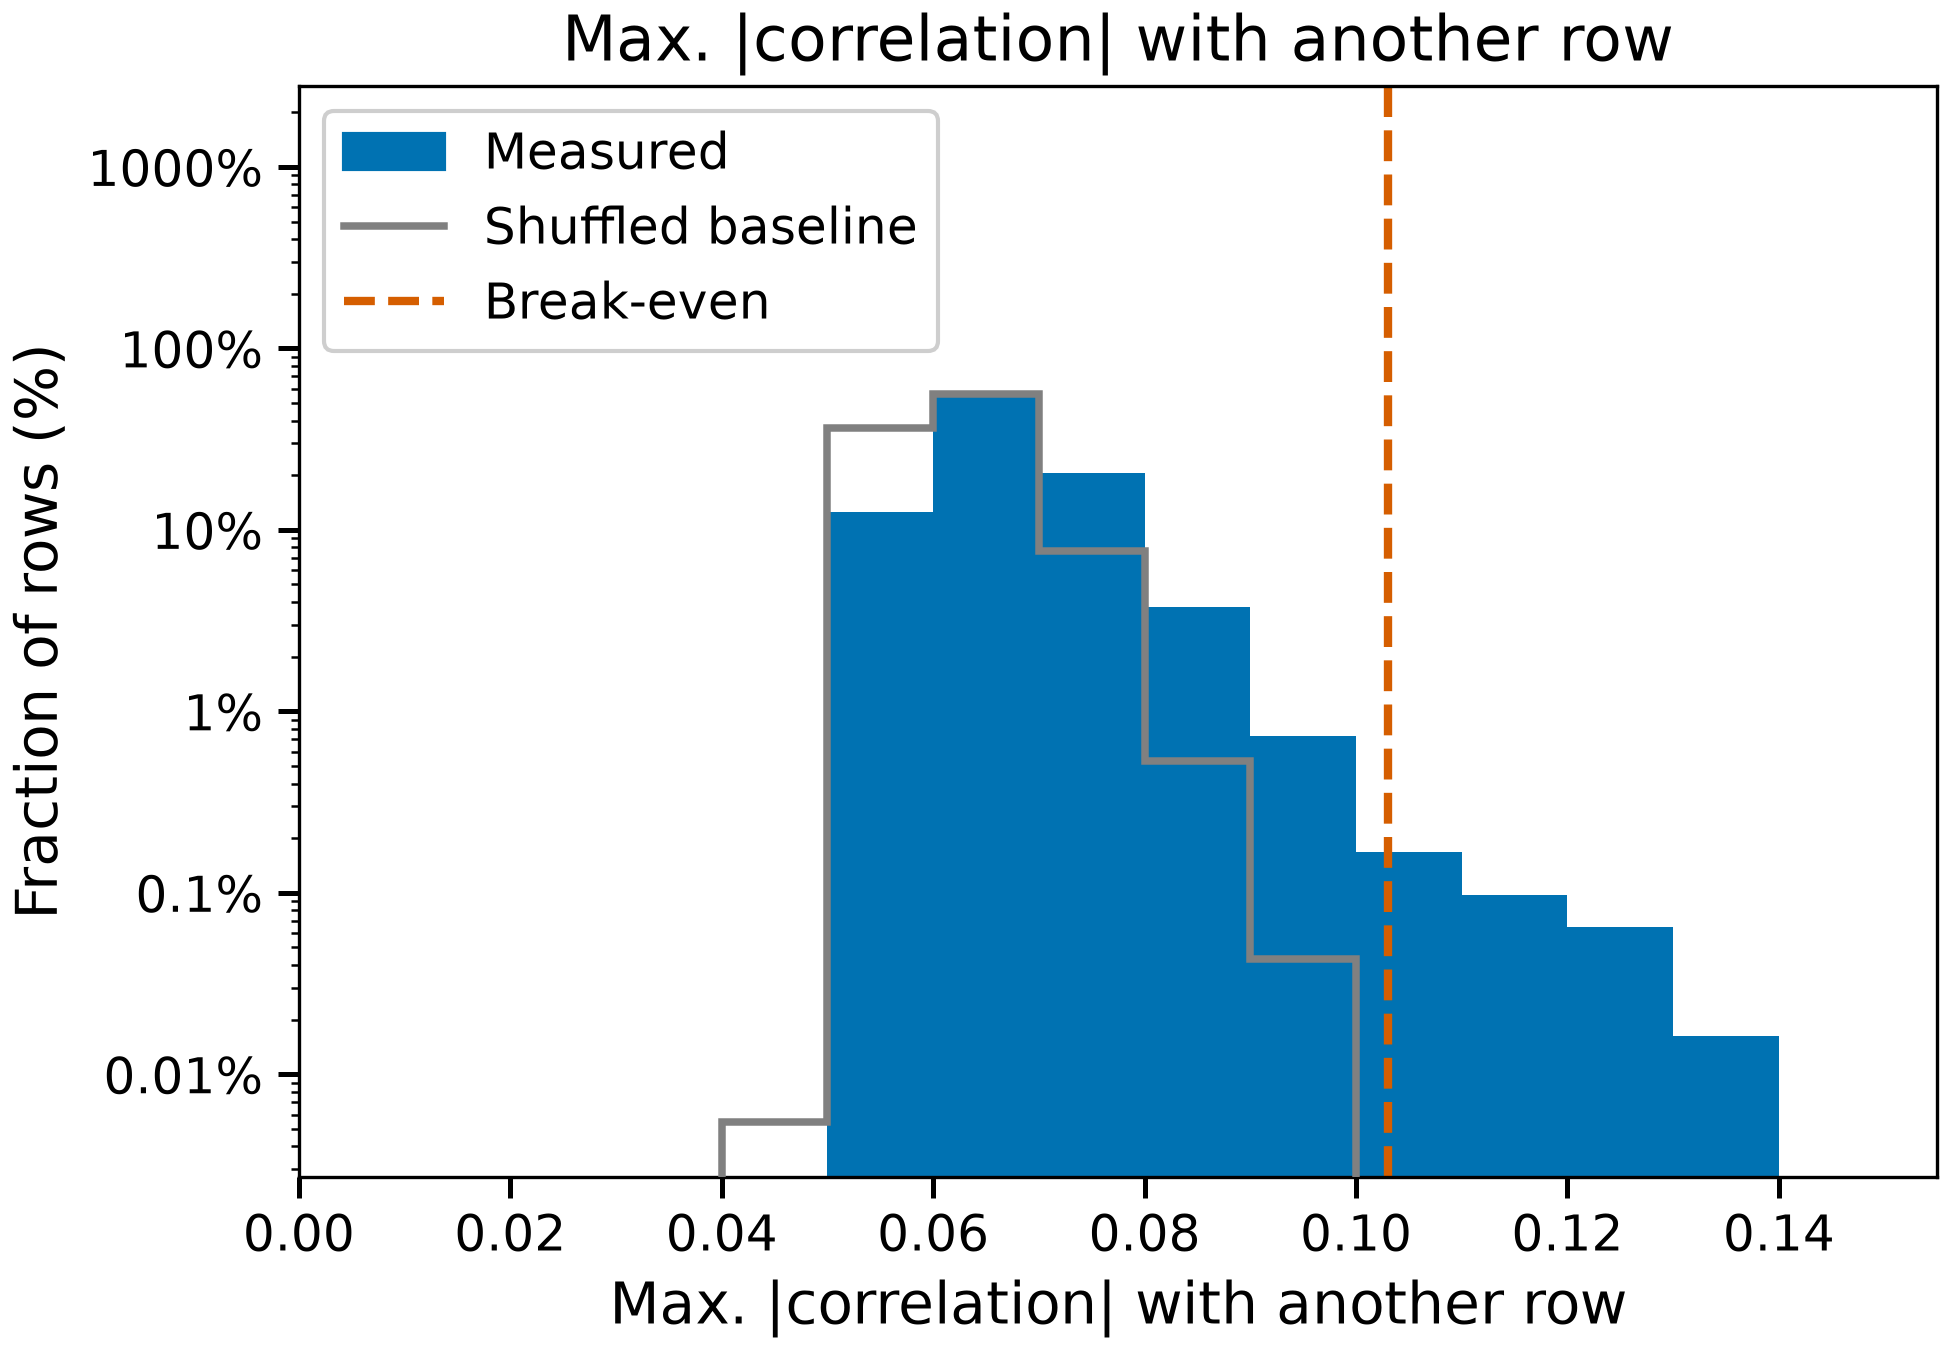 Max. |correlation| with another row
Measured
Shuffled baseline
Break-even
Fraction of rows (%)
1000%
100%
10%
1%
0.1%
0.01%
0.00 0.02 0.04 0.06 0.08 0.10 0.12 0.14
Max. |correlation| with another row